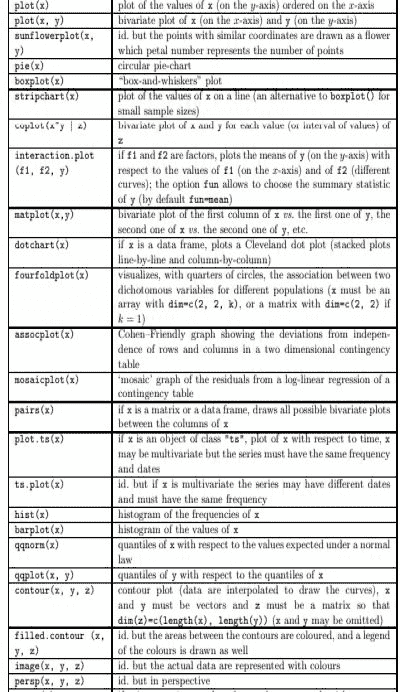 plot(x) plot of the values of x (on the y-axis) ordered on the x-axis
plot(x, y) bivariate plot of x (on the x-axis) and y (on the y-axis)
sunflowerplot(x, id. but the points with similar coordinates are drawn as a flower
y) which petal number represents the number of points
pie(x) circular pie-chart
boxplot(x) “box-and-whiskers” plot
stripchart(x) plot of the values of x on a line (an alternative to boxplot() for
small sample sizes)
coplot(x~y | z) bivariate plot of x and y for each value (or interval of values) of
z
interaction.plot if f1 and f2 are factors, plots the means of y (on the y-axis) with
(f1, f2, y) respect to the values of f1 (on the x-axis) and of f2 (different
curves); the option fun allows to choose the summary statistic
of y (by default fun=mean)
matplot(x,y) bivariate plot of the first column of x vs. the first one of y, the
second one of x vs. the second one of y, etc.
dotchart(x) if x is a data frame, plots a Cleveland dot plot (stacked plots
line-by-line and column-by-column)
fourfoldplot(x) visualizes, with quarters of circles, the association between two
dichotomous variables for different populations (x must be an
array with dim=c(2, 2, k), or a matrix with dim=c(2, 2) if
k = 1)
assocplot(x) Cohen–Friendly graph showing the deviations from indepen-
dence of rows and columns in a two dimensional contingency
table
mosaicplot(x) ‘mosaic’ graph of the residuals from a log-linear regression of a
contingency table
pairs(x) if x is a matrix or a data frame, draws all possible bivariate plots
between the columns of x
plot.ts(x) if x is an object of class "ts", plot of x with respect to time, x
may be multivariate but the series must have the same frequency
and dates
ts.plot(x) id. but if x is multivariate the series may have different dates
and must have the same frequency
hist(x) histogram of the frequencies of x
barplot(x) histogram of the values of x
qqnorm(x) quantiles of x with respect to the values expected under a normal
law
qqplot(x, y) quantiles of y with respect to the quantiles of x
contour(x, y, z) contour plot (data are interpolated to draw the curves), x
and y must be vectors and z must be a matrix so that
dim(z)=c(length(x), length(y)) (x and y may be omitted)
filled.contour (x, id. but the areas between the contours are coloured, and a legend
y, z) of the colours is drawn as well
image(x, y, z) id. but the actual data are represented with colours
persp(x, y, z) id. but in perspective